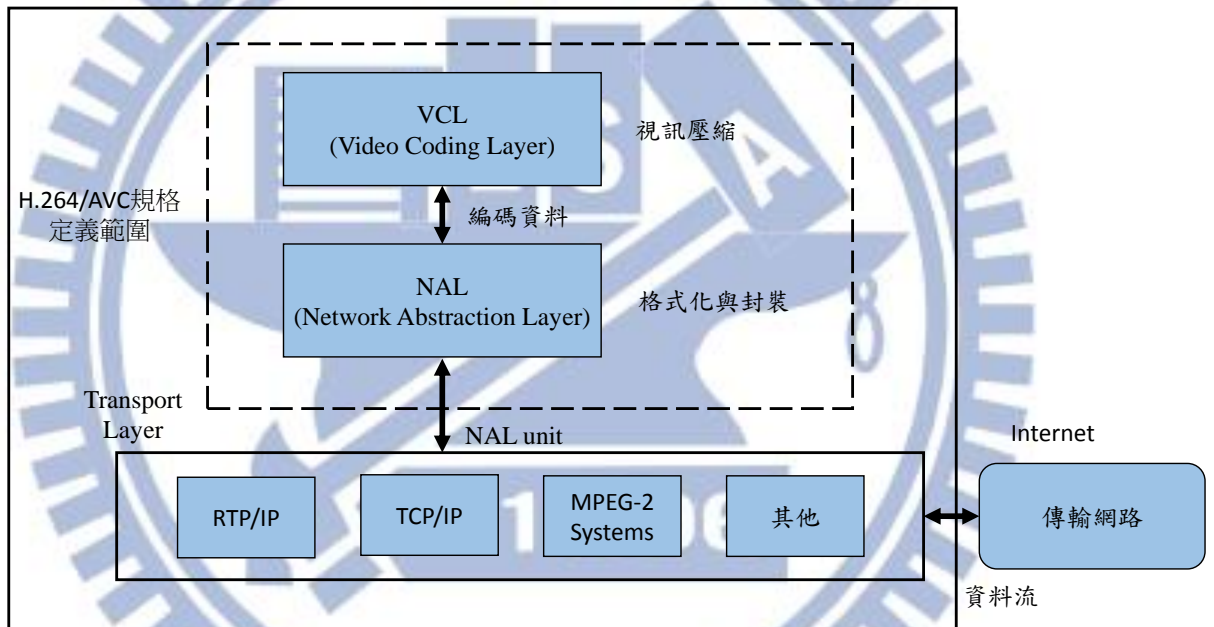 VCL
(Video Coding Layer)
視訊壓縮
H.264/AVC規格
定義範圍
編碼資料
NAL
(Network Abstraction Layer)
格式化與封裝
Transport
Layer
NAL unit
Internet
RTP/IP
TCP/IP
MPEG-2
Systems
其他
傳輸網路
資料流